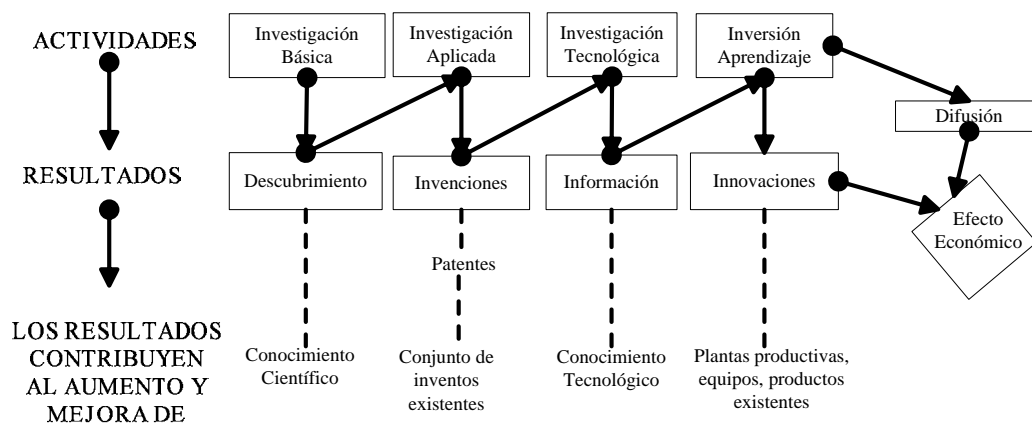 ACTIVIDADES
Investigación
Básica
Investigación
Aplicada
Investigación
Tecnológica
Inversión
Aprendizaje
Difusión
RESULTADOS
Descubrimiento
Invenciones
Información
Innovaciones
Efecto
Económico
Patentes
LOS RESULTADOS
CONTRIBUYEN
AL AUMENTO Y
MEJORA DE
Conocimiento
Científico
Conjunto de
inventos
existentes
Conocimiento
Tecnológico
Plantas productivas,
equipos, productos
existentes